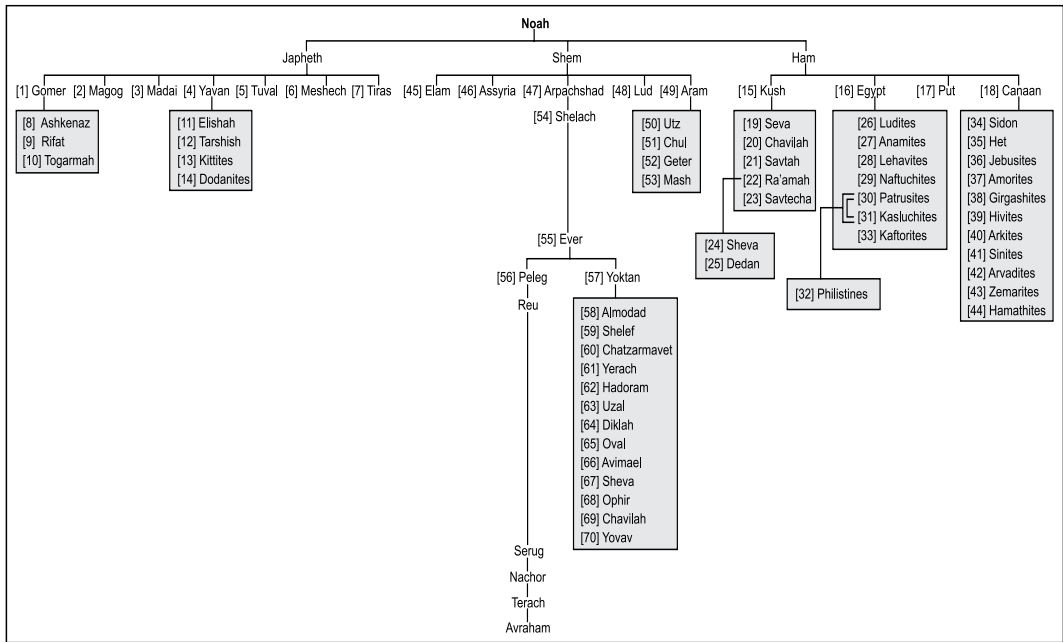 Noah
Japheth Shem Ham
[1] Gomer [2] Magog [3] Madai [4] Yavan [5] Tuval [6] Meshech [7] Tiras [45] Elam [46] Assyria [47] Arpachshad [48] Lud [49] Aram [15] Kush [16] Egypt [17] Put [18] Canaan
[8] Ashkenaz
[9] Rifat
[10] Togarmah
[11] Elishah
[12] Tarshish
[13] Kittites
[14] Dodanites
[54] Shelach
[50] Utz
[51] Chul
[52] Geter
[53] Mash
[19] Seva
[20] Chavilah
[21] Savtah
[22] Ra'amah
[23] Savtecha
[24] Sheva
[25] Dedan
[26] Ludites
[27] Anamites
[28] Lehavites
[29] Naftuchites
[30] Patrusites
[31] Kasluchites
[33] Kaftorites
[32] Philistines
[34] Sidon
[35] Het
[36] Jebusites
[37] Amorites
[38] Girgashites
[39] Hivites
[40] Arkites
[41] Sinites
[42] Arvadites
[43] Zemarites
[44] Hamathites
[55] Ever
[56] Peleg [57] Yoktan
Reu
[58] Almodad
[59] Shelef
[60] Chatzarmavet
[61] Yerach
[62] Hadoram
[63] Uzal
[64] Diklah
[65] Oval
[66] Avimael
[67] Sheva
[68] Ophir
[69] Chavilah
[70] Yovav
Serug
Nachor
Terach
Avraham